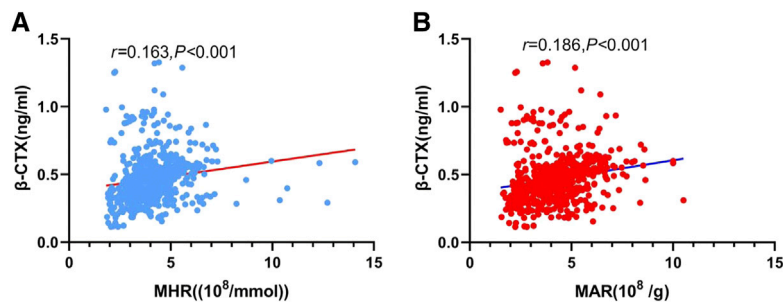 A
r=0.163,P<0.001
1.5
1.0
0.5
0.0
β-CTX(ng/ml)
0
5
10
15
MHR((10⁸/mmol))
B
r=0.186,P<0.001
1.5
1.0
0.5
0.0
β-CTX(ng/ml)
0
5
10
15
MAR(10⁸ /g)